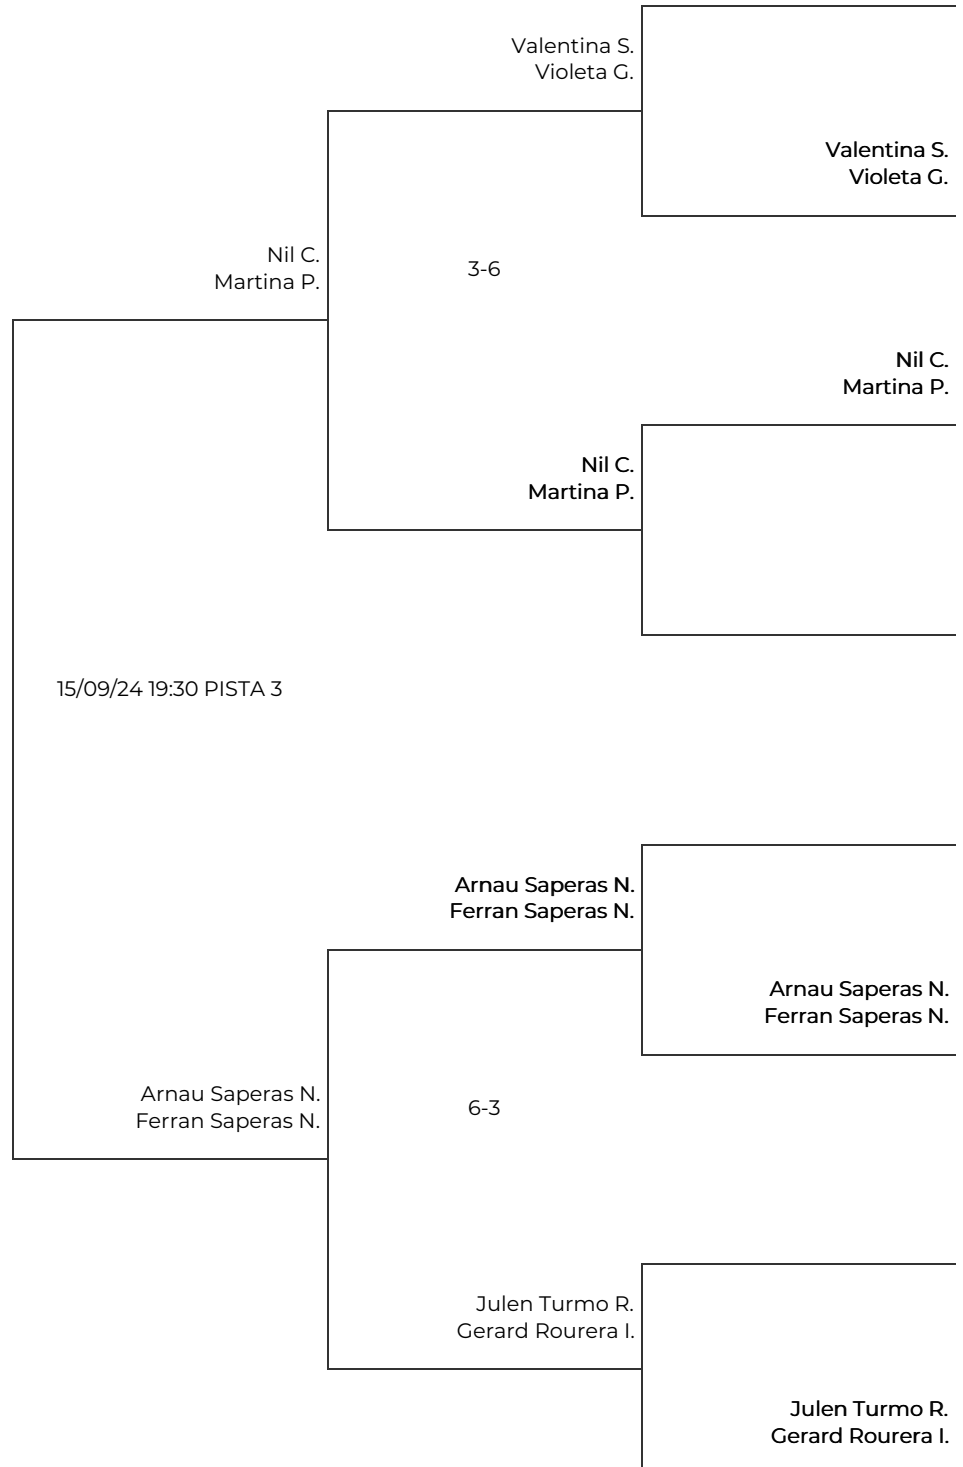 Valentina S.
Violeta G.
Valentina S.
Violeta G.
Nil C.
Martina P.
3-6
Nil C.
Martina P.
Nil C.
Martina P.
15/09/24 19:30 PISTA 3
Arnau Saperas N.
Ferran Saperas N.
Arnau Saperas N.
Ferran Saperas N.
Arnau Saperas N.
Ferran Saperas N.
6-3
Julen Turmo R.
Gerard Rourera I.
Julen Turmo R.
Gerard Rourera I.